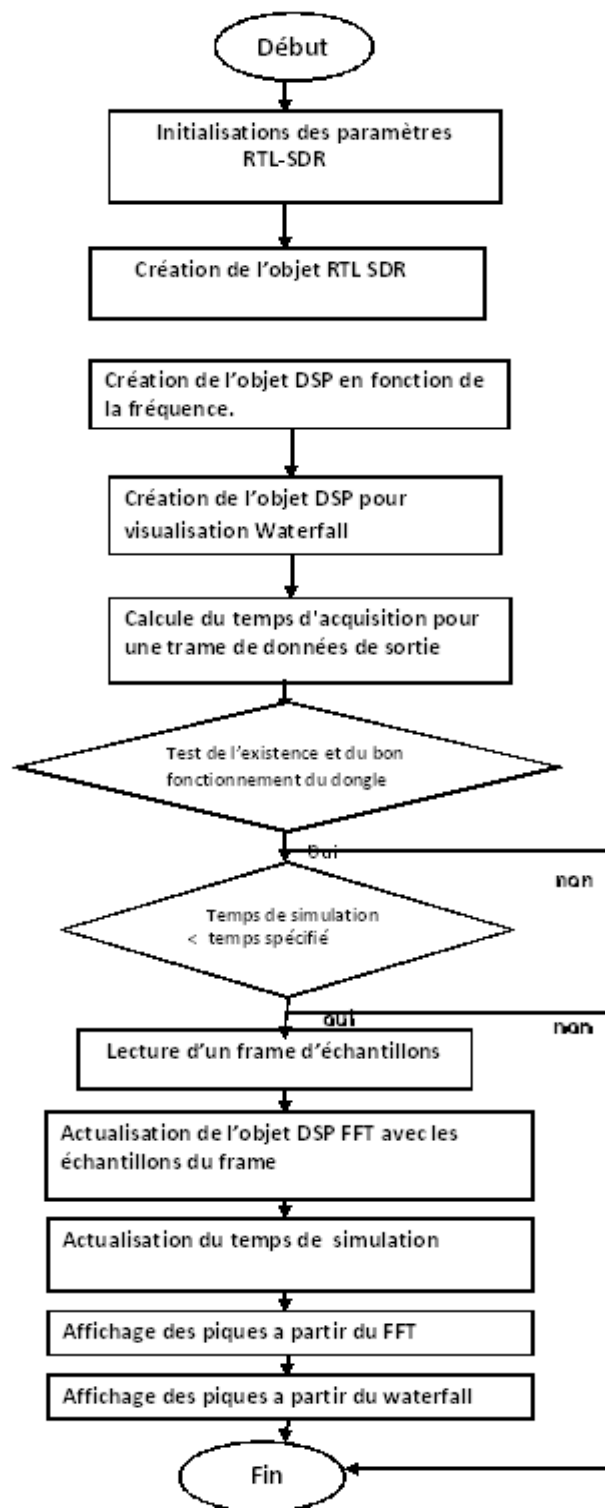 Début
Initialisations des paramètres
RTL-SDR
Création de l'objet RTL SDR
Création de l'objet DSP en fonction de
la fréquence.
Création de l'objet DSP pour
visualisation Waterfall
Calcule du temps d'acquisition pour
une trame de données de sortie
Test de l'existence et du bon
fonctionnement du dongle
Oui
non
Temps de simulation
< temps spécifié
oui
non
Lecture d'un frame d'échantillons
Actualisation de l'objet DSP FFT avec les
échantillons du frame
Actualisation du temps de simulation
Affichage des piques a partir du FFT
Affichage des piques a partir du waterfall
Fin